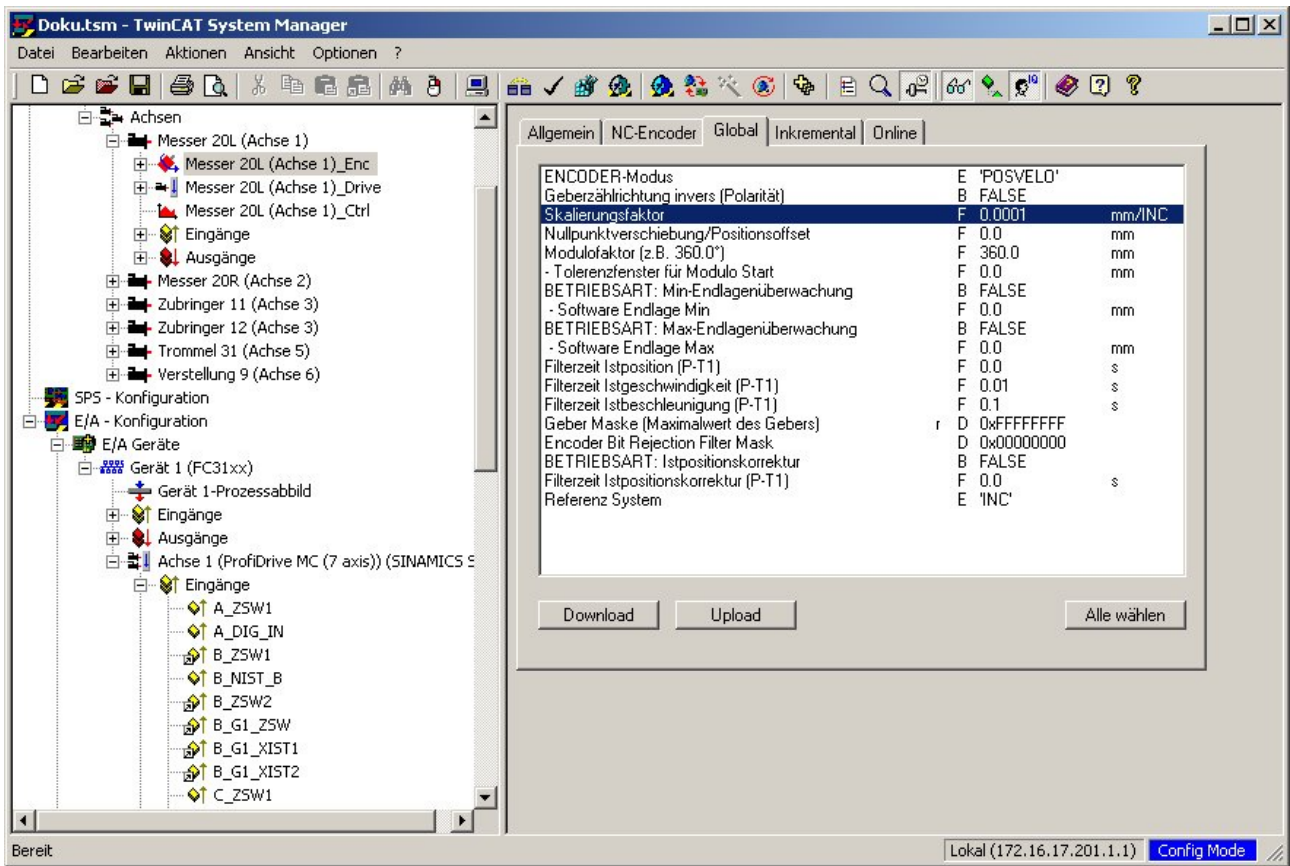 Doku.tsm - TwinCAT System Manager
Datei Bearbeiten Aktionen Ansicht Optionen ?
Achsen
Messer 20L (Achse 1)
Messer 20L (Achse 1)_Enc
Messer 20L (Achse 1)_Drive
Messer 20L (Achse 1)_Ctrl
Eingänge
Ausgänge
Messer 20R (Achse 2)
Zubringer 11 (Achse 3)
Zubringer 12 (Achse 3)
Trommel 31 (Achse 5)
Verstellung 9 (Achse 6)
SPS - Konfiguration
E/A - Konfiguration
E/A Geräte
Gerät 1 (FC31xx)
Gerät 1-Prozessabbild
Eingänge
Ausgänge
Achse 1 (ProfiDrive MC (7 axis)) (SINAMICS S
Eingänge
A_ZSW1
A_DIG_IN
B_ZSW1
B_NIST_B
B_ZSW2
B_G1_ZSW
B_G1_XIST1
B_G1_XIST2
C_ZSW1
Allgemein NC-Encoder Global Inkremental Online
ENCODER-Modus E 'POSVELO'
Geberzählrichtung invers (Polarität) B FALSE
Skalierungsfaktor F 0.0001 mm/INC
Nullpunktverschiebung/Positionsoffset F 0.0 mm
Modulofaktor (z.B. 360.0°) F 360.0 mm
- Tolerenzfenster für Modulo Start F 0.0 mm
BETRIEBSART: Min-Endlagenüberwachung B FALSE
- Software Endlage Min F 0.0 mm
BETRIEBSART: Max-Endlagenüberwachung B FALSE
- Software Endlage Max F 0.0 mm
Filterzeit Istposition (P-T1) F 0.0 s
Filterzeit Istgeschwindigkeit (P-T1) F 0.01 s
Filterzeit Istbeschleunigung (P-T1) F 0.1 s
Geber Maske (Maximalwert des Gebers) r D 0xFFFFFFFF
Encoder Bit Rejection Filter Mask D 0x00000000
BETRIEBSART: Istpositionskorrektur B FALSE
Filterzeit Istpositionskorrektur (P-T1) F 0.0 s
Referenz System E 'INC'
Download Upload Alle wählen
Bereit Lokal (172.16.17.201.1.1) Config Mode